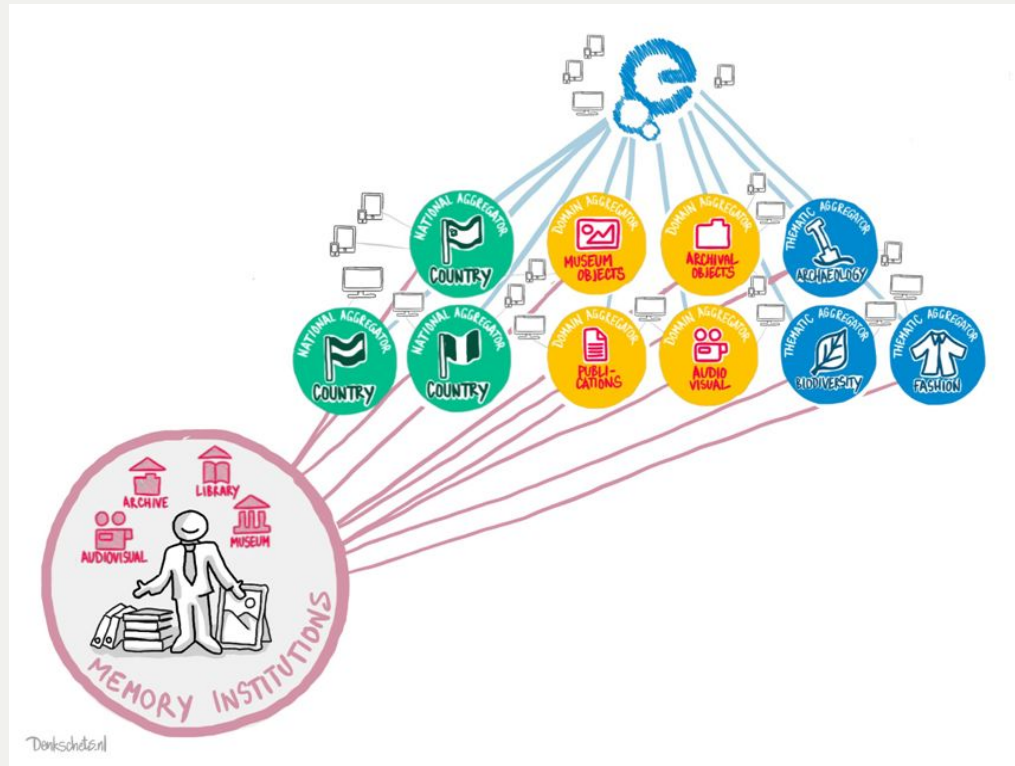 NATIONAL AGGREGATOR
COUNTRY
DOMAIN AGGREGATOR
MUSEUM
OBJECTS
DOMAIN AGGREGATOR
ARCHIVAL
OBJECTS
THEMATIC AGGREGATOR
ARCHAEOLOGY
NATIONAL AGGREGATOR
COUNTRY
NATIONAL AGGREGATOR
COUNTRY
DOMAIN AGGREGATOR
PUBLI-
CATIONS
DOMAIN AGGREGATOR
AUDIO
VISUAL
THEMATIC AGGREGATOR
BIODIVERSITY
THEMATIC AGGREGATOR
FASHION
ARCHIVE
LIBRARY
AUDIOVISUAL
MUSEUM
MEMORY INSTITUTIONS
Denkschets.nl